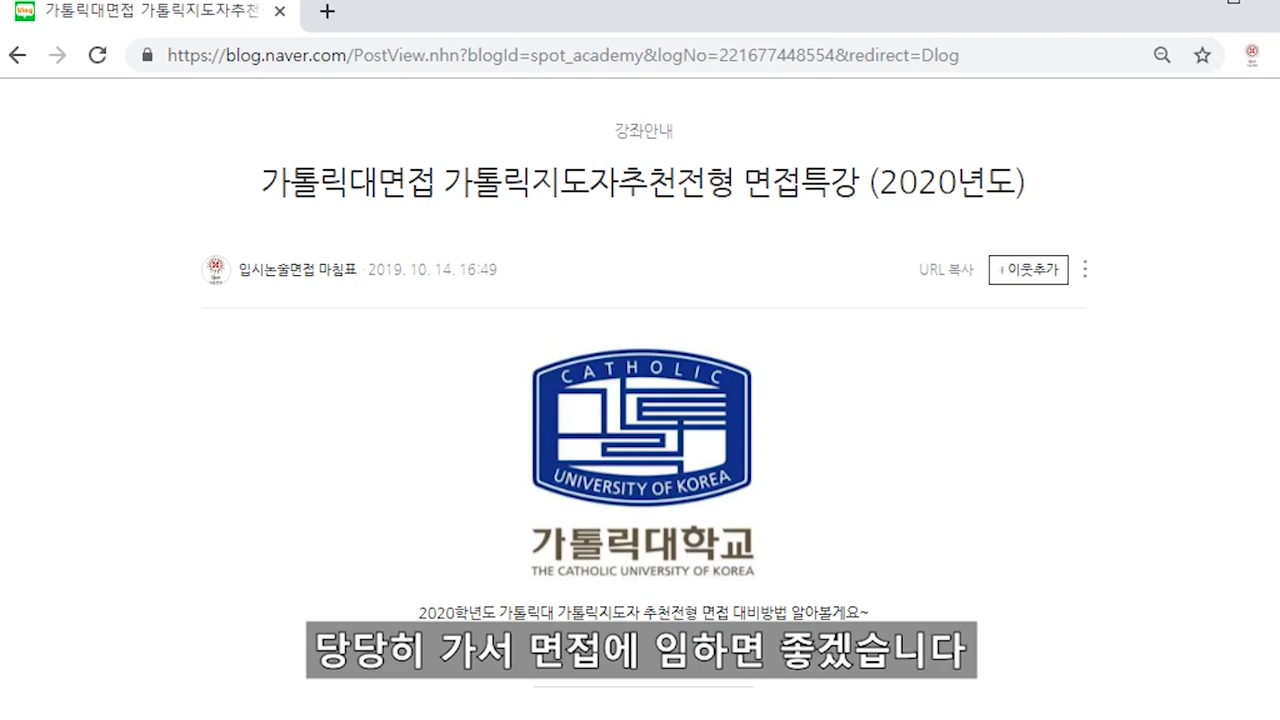 가톨릭대면접 가톨릭지도자추천
https://blog.naver.com/PostView.nhn?blogId=spot_academy&logNo=221677448554&redirect=Dlog
강좌안내
가톨릭대면접 가톨릭지도자추천전형 면접특강 (2020년도)
입시논술면접 마침표 · 2019. 10. 14. 16:49
URL 복사
+이웃추가
CATHOLIC
UNIVERSITY OF KOREA
가톨릭대학교
THE CATHOLIC UNIVERSITY OF KOREA
2020학년도 가톨릭대 가톨릭지도자 추천전형 면접 대비방법 알아볼게요~
당당히 가서 면접에 임하면 좋겠습니다